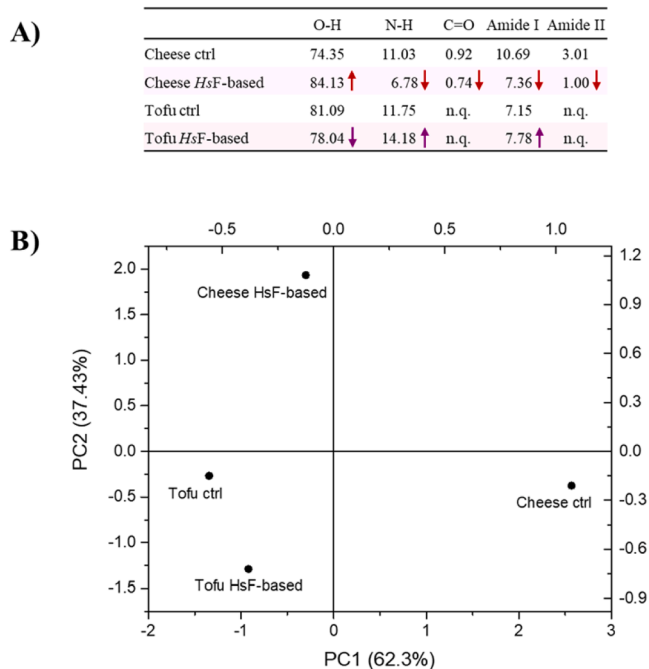 A)
O-H N-H C=O Amide I Amide II
Cheese ctrl 74.35 11.03 0.92 10.69 3.01
Cheese HsF-based 84.13 6.78 0.74 7.36 1.00
Tofu ctrl 81.09 11.75 n.q. 7.15 n.q.
Tofu HsF-based 78.04 14.18 n.q. 7.78 n.q.
B)
-0.5 0.0 0.5 1.0
2.0 1.5 1.0 0.5 0.0 -0.5 -1.0 -1.5
PC2 (37.43%)
Cheese HsF-based
Tofu ctrl
Cheese ctrl
Tofu HsF-based
1.2 0.9 0.6 0.3 0.0 -0.3 -0.6 -0.9
-2 -1 0 1 2 3
PC1 (62.3%)